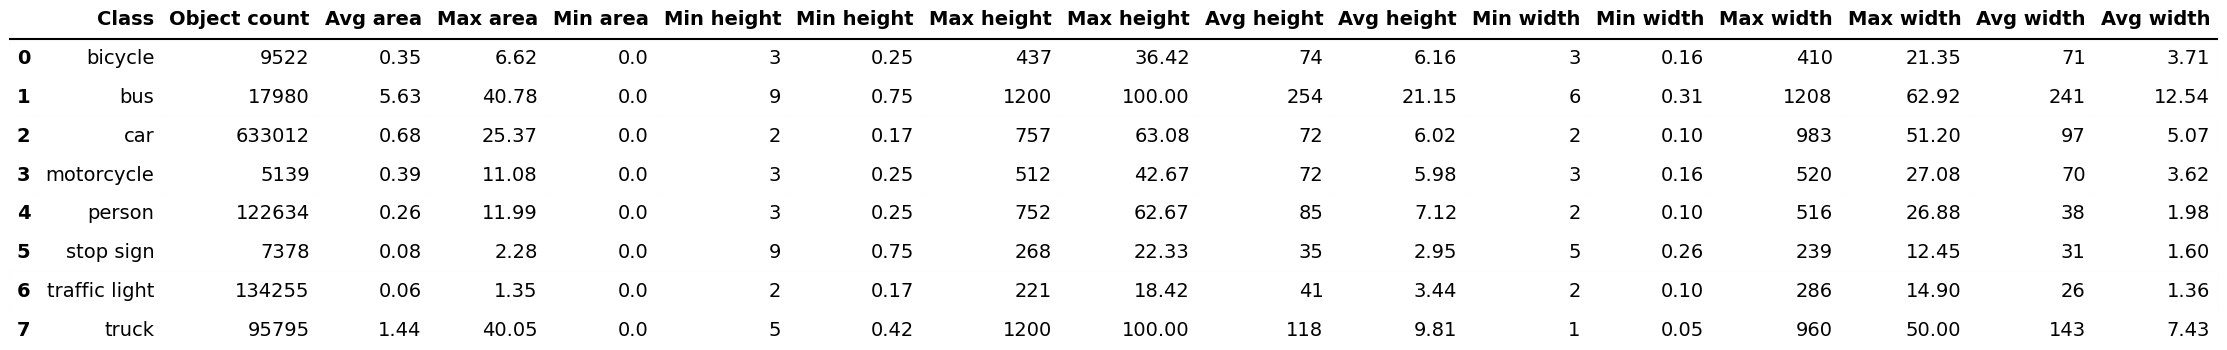 Class Object count Avg area Max area Min area Min height Min height Max height Max height Avg height Avg height Min width Min width Max width Max width Avg width Avg width
0 bicycle 9522 0.35 6.62 0.0 3 0.25 437 36.42 74 6.16 3 0.16 410 21.35 71 3.71
1 bus 17980 5.63 40.78 0.0 9 0.75 1200 100.00 254 21.15 6 0.31 1208 62.92 241 12.54
2 car 633012 0.68 25.37 0.0 2 0.17 757 63.08 72 6.02 2 0.10 983 51.20 97 5.07
3 motorcycle 5139 0.39 11.08 0.0 3 0.25 512 42.67 72 5.98 3 0.16 520 27.08 70 3.62
4 person 122634 0.26 11.99 0.0 3 0.25 752 62.67 85 7.12 2 0.10 516 26.88 38 1.98
5 stop sign 7378 0.08 2.28 0.0 9 0.75 268 22.33 35 2.95 5 0.26 239 12.45 31 1.60
6 traffic light 134255 0.06 1.35 0.0 2 0.17 221 18.42 41 3.44 2 0.10 286 14.90 26 1.36
7 truck 95795 1.44 40.05 0.0 5 0.42 1200 100.00 118 9.81 1 0.05 960 50.00 143 7.43